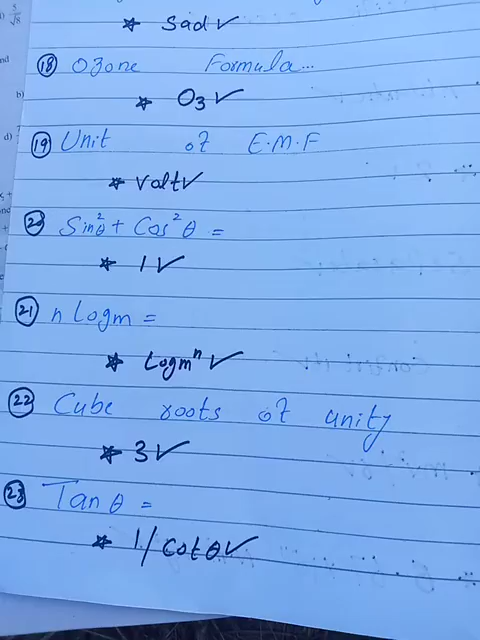 * Sad ✓
(18) Ozone Formula...
* O₃ ✓
(19) Unit of E.M.F
* Volt ✓
(20) Sin²θ + Cos²θ =
* 1 ✓
(21) n Logm =
* Logmⁿ ✓
(22) Cube roots of unity
* 3 ✓
(23) Tan θ =
* 1/Cot θ ✓